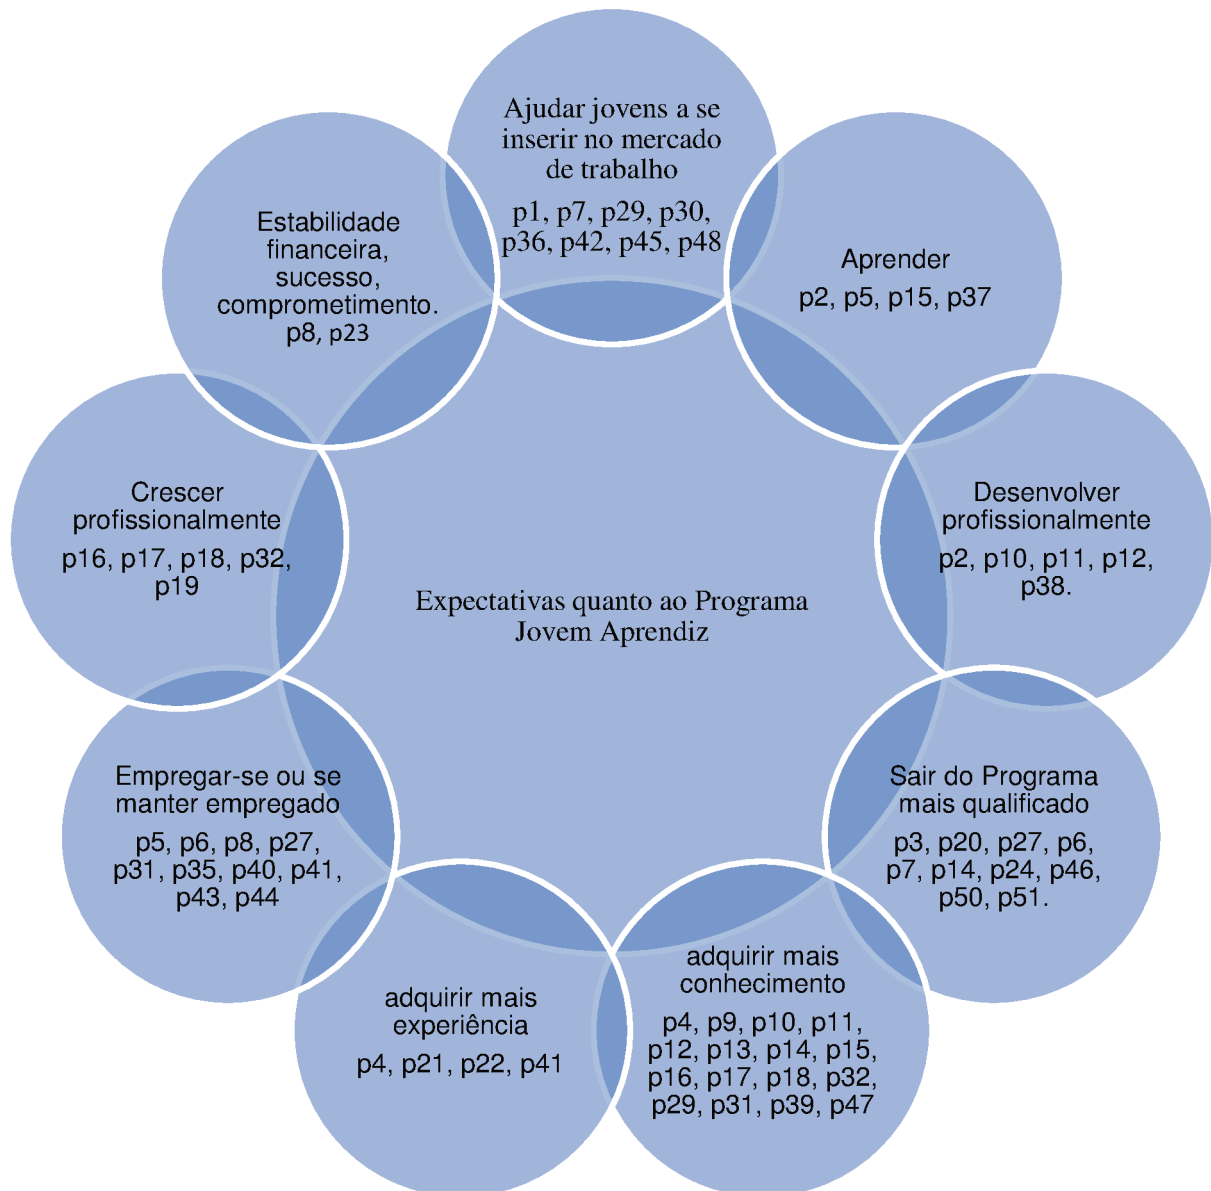 Ajudar jovens a se
inserir no mercado
de trabalho
p1, p7, p29, p30,
p36, p42, p45, p48
Aprender
p2, p5, p15, p37
Desenvolver
profissionalmente
p2, p10, p11, p12,
p38.
Sair do Programa
mais qualificado
p3, p20, p27, p6,
p7, p14, p24, p46,
p50, p51.
adquirir mais
conhecimento
p4, p9, p10, p11,
p12, p13, p14, p15,
p16, p17, p18, p32,
p29, p31, p39, p47
adquirir mais
experiência
p4, p21, p22, p41
Empregar-se ou se
manter empregado
p5, p6, p8, p27,
p31, p35, p40, p41,
p43, p44
Crescer
profissionalmente
p16, p17, p18, p32,
p19
Estabilidade
financeira,
sucesso,
comprometimento.
p8, p23
Expectativas quanto ao Programa
Jovem Aprendiz